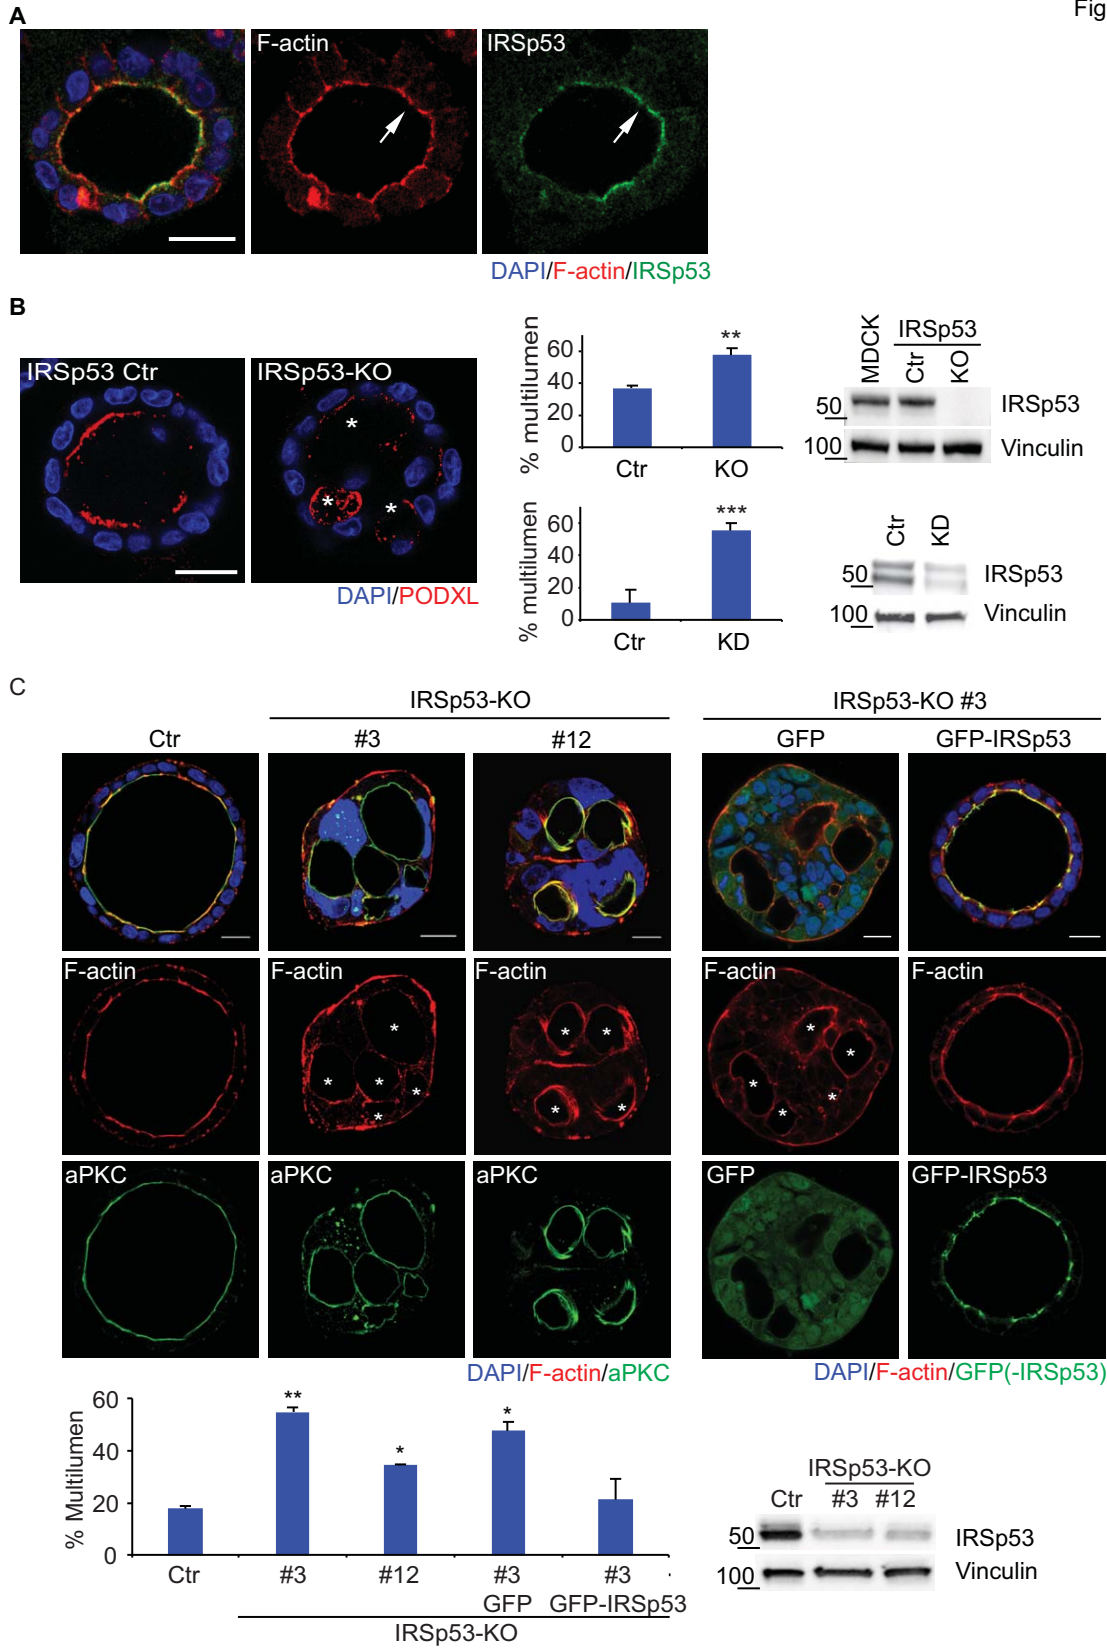 A
Fig
F-actin
IRSp53
DAPI/F-actin/IRSp53
B
IRSp53 Ctr
IRSp53-KO
*
*
*
DAPI/PODXL
% multilumen
60
40
20
0
**
Ctr
KO
MDCK
IRSp53
Ctr
KO
50
IRSp53
100
Vinculin
% multilumen
60
40
20
0
***
Ctr
KD
Ctr
KD
50
IRSp53
100
Vinculin
C
IRSp53-KO
IRSp53-KO #3
Ctr
#3
#12
GFP
GFP-IRSp53
F-actin
F-actin
* * * * *
F-actin
* * * *
F-actin
* * * * *
F-actin
aPKC
aPKC
aPKC
GFP
GFP-IRSp53
DAPI/F-actin/aPKC
DAPI/F-actin/GFP(-IRSp53)
% Multilumen
60
40
20
0
**
*
*
Ctr
#3
#12
#3
#3
GFP
GFP-IRSp53
IRSp53-KO
IRSp53-KO
Ctr
#3
#12
50
IRSp53
100
Vinculin